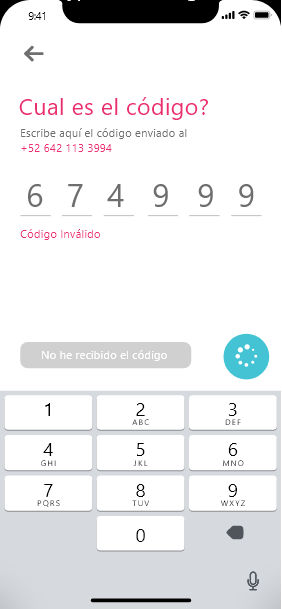 9:41
Cual es el código?
Escribe aquí el código enviado al
+52 642 113 3994
6 7 4 9 9 9
Código Inválido
No he recibido el código
1 2 3
ABC DEF
4 5 6
GHI JKL MNO
7 8 9
PQRS TUV WXYZ
0